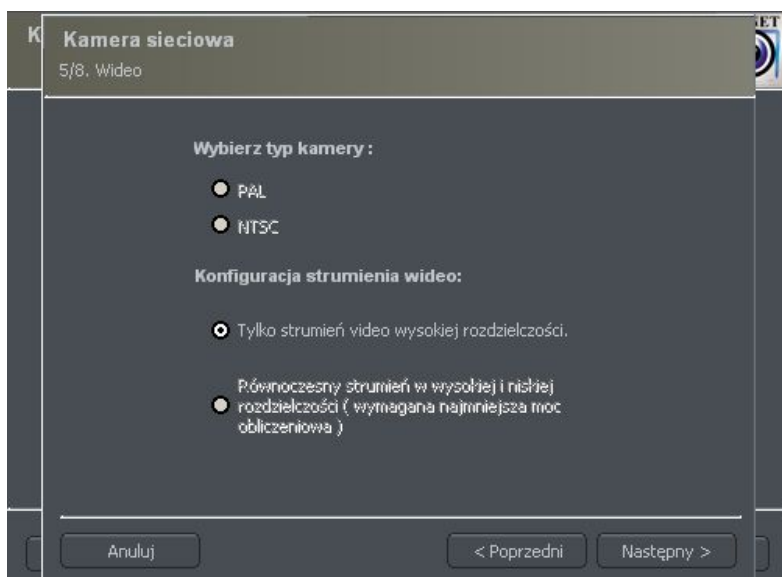 K
ET
Kamera sieciowa
5/8. Wideo
Wybierz typ kamery :
PAL
NTSC
Konfiguracja strumienia wideo:
Tylko strumień video wysokiej rozdzielczości.
Równoczesny strumień w wysokiej i niskiej
rozdzielczości ( wymagana najmniejsza moc
obliczeniowa )
Anuluj
< Poprzedni
Następny >